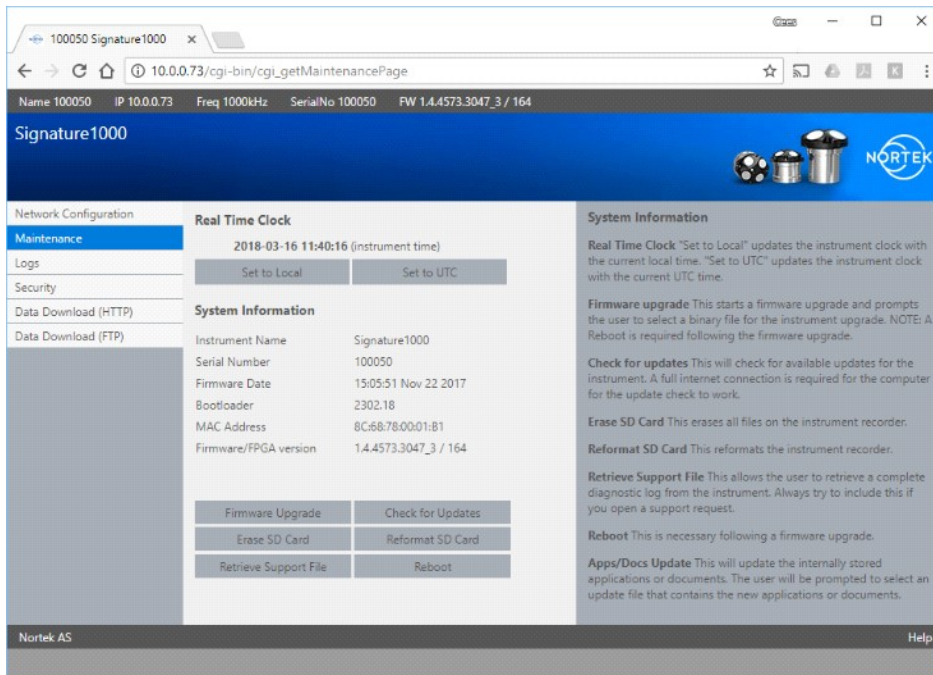 100050 Signature1000
10.0.0.73/cgi-bin/cgi_getMaintenancePage
Name 100050 IP 10.0.0.73 Freq 1000kHz SerialNo 100050 FW 1.4.4573.3047_3 / 164
Signature1000
NORTEK
Network Configuration
Maintenance
Logs
Security
Data Download (HTTP)
Data Download (FTP)
Real Time Clock
2018-03-16 11:40:16 (instrument time)
Set to Local Set to UTC
System Information
Instrument Name Signature1000
Serial Number 100050
Firmware Date 15:05:51 Nov 22 2017
Bootloader 2302.18
MAC Address 8C:68:78:00:01:B1
Firmware/FPGA version 1.4.4573.3047_3 / 164
Firmware Upgrade Check for Updates
Erase SD Card Reformat SD Card
Retrieve Support File Reboot
System Information
Real Time Clock "Set to Local" updates the instrument clock with
the current local time. "Set to UTC" updates the instrument clock
with the current UTC time.
Firmware upgrade This starts a firmware upgrade and prompts
the user to select a binary file for the instrument upgrade. NOTE: A
Reboot is required following the firmware upgrade.
Check for updates This will check for available updates for the
instrument. A full internet connection is required for the computer
for the update check to work.
Erase SD Card This erases all files on the instrument recorder.
Reformat SD Card This reformats the instrument recorder.
Retrieve Support File This allows the user to retrieve a complete
diagnostic log from the instrument. Always try to include this if
you open a support request.
Reboot This is necessary following a firmware upgrade.
Apps/Docs Update This will update the internally stored
applications or documents. The user will be prompted to select an
update file that contains the new applications or documents.
Nortek AS Help